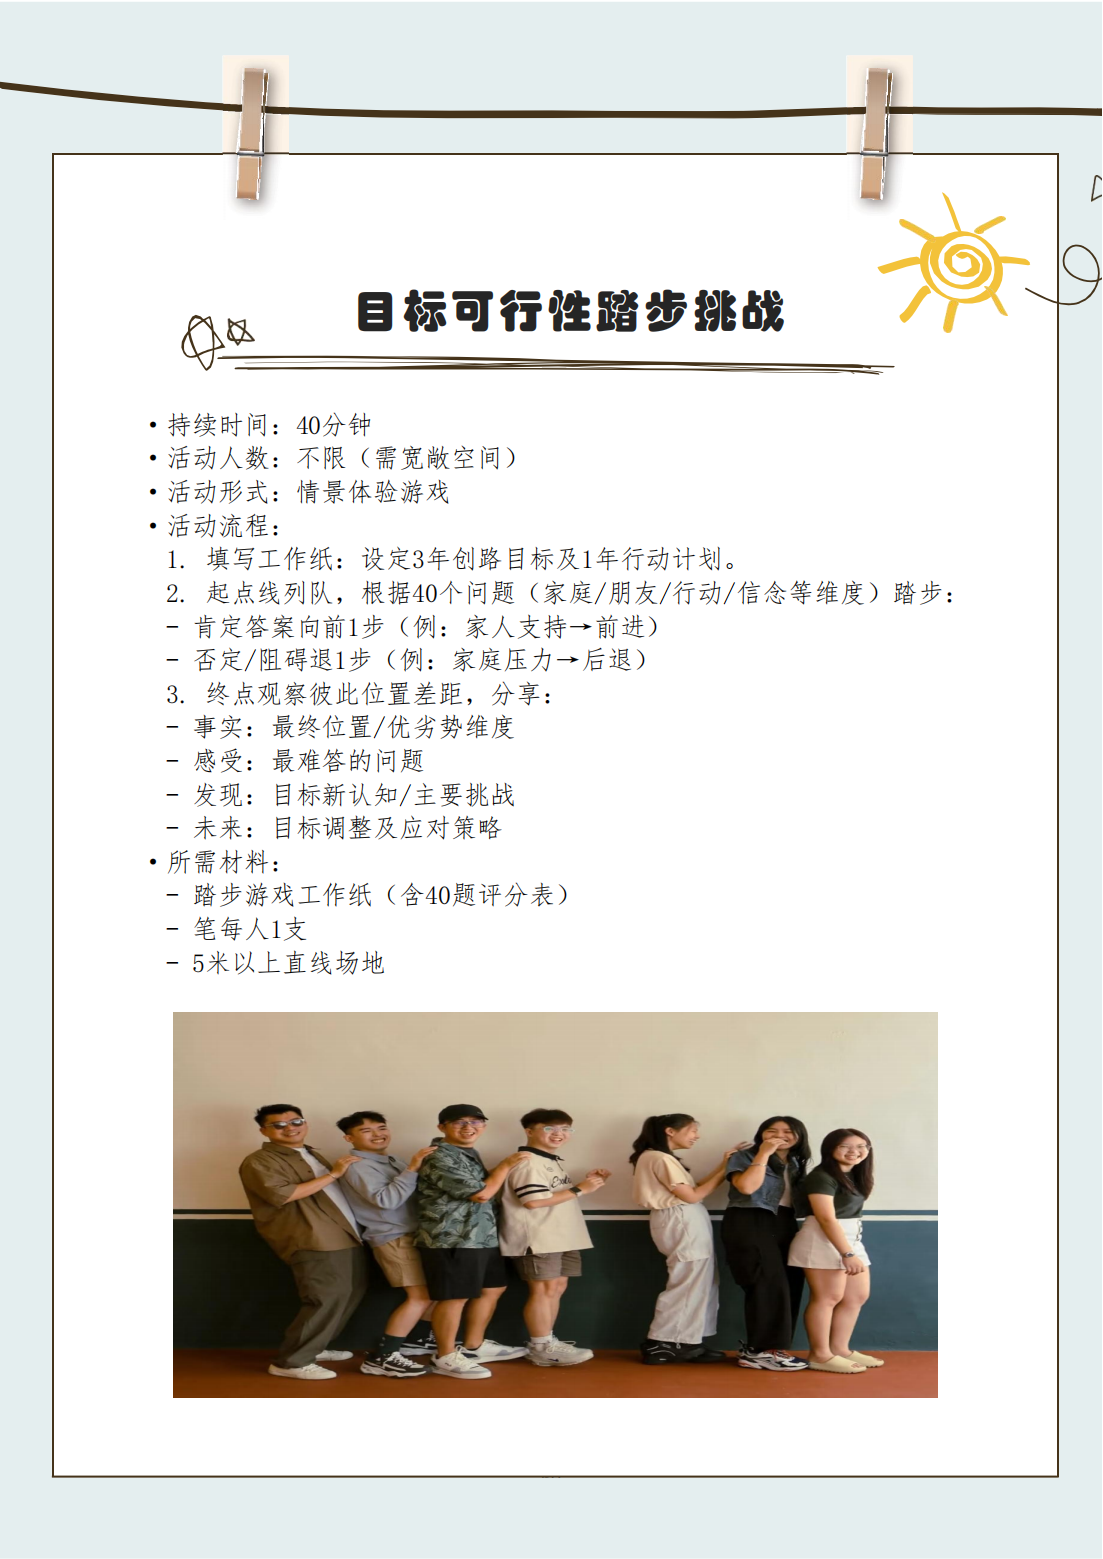 目标可行性踏步挑战
• 持续时间：40分钟
• 活动人数：不限（需宽敞空间）
• 活动形式：情景体验游戏
• 活动流程：
1. 填写工作纸：设定3年创路目标及1年行动计划。
2. 起点线列队，根据40个问题（家庭/朋友/行动/信念等维度）踏步：
- 肯定答案向前1步（例：家人支持→前进）
- 否定/阻碍退1步（例：家庭压力→后退）
3. 终点观察彼此位置差距，分享：
- 事实：最终位置/优劣势维度
- 感受：最难答的问题
- 发现：目标新认知/主要挑战
- 未来：目标调整及应对策略
• 所需材料：
- 踏步游戏工作纸（含40题评分表）
- 笔每人1支
- 5米以上直线场地